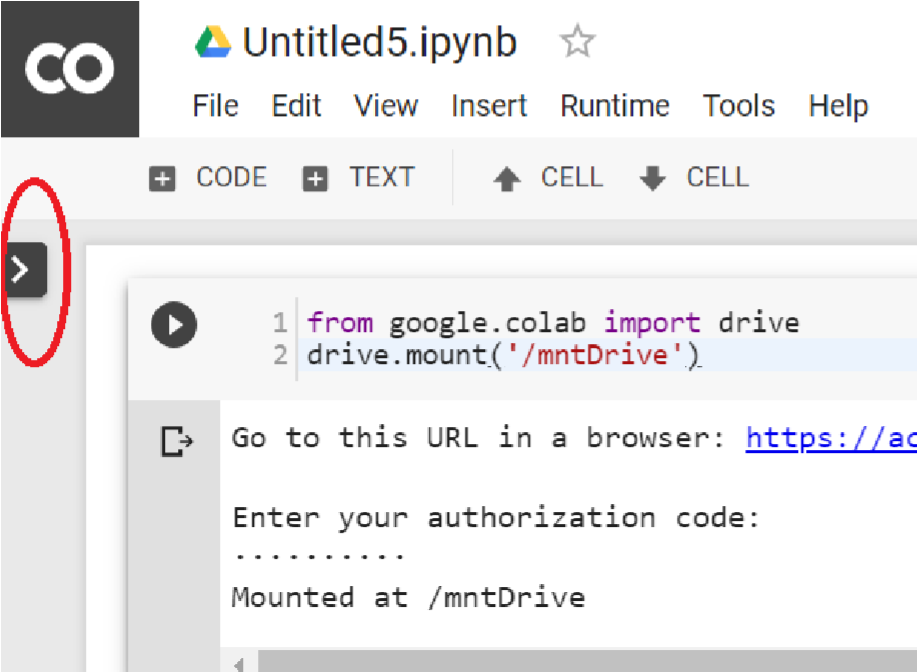 CO
Untitled5.ipynb
File Edit View Insert Runtime Tools Help
CODE TEXT CELL CELL
1 from google.colab import drive
2 drive.mount('/mntDrive')
Go to this URL in a browser: https://ac
Enter your authorization code:
··········
Mounted at /mntDrive